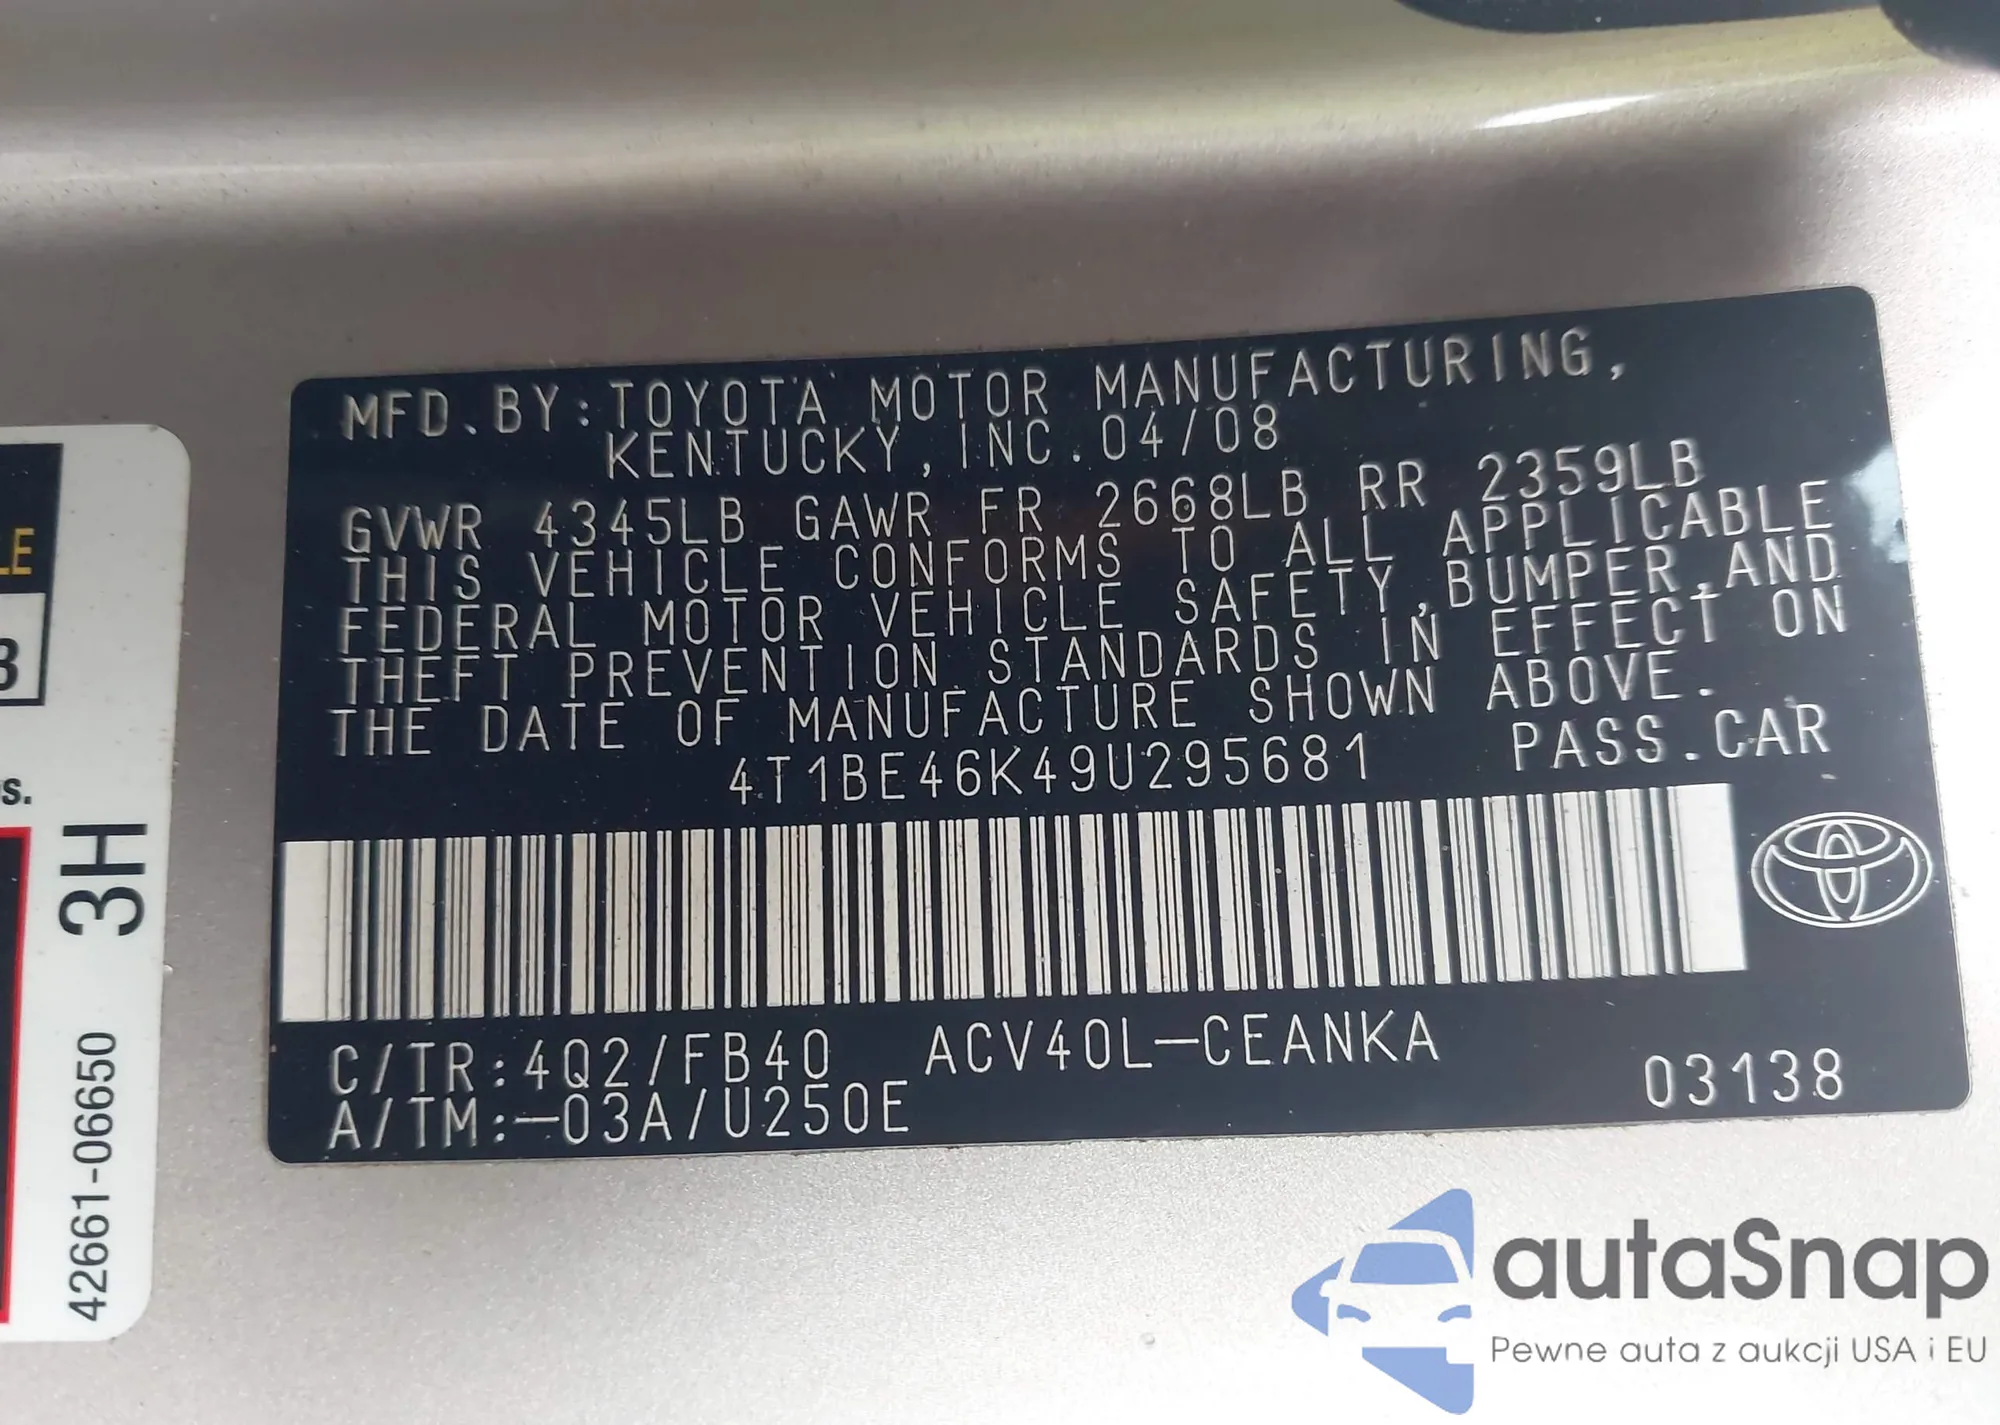 MFD.BY:TOYOTA MOTOR MANUFACTURING,
KENTUCKY, INC.04/08
GVWR 4345LB GAWR FR 2668LB RR 2359LB
THIS VEHICLE CONFORMS TO ALL APPLICABLE
FEDERAL MOTOR VEHICLE SAFETY,BUMPER,AND
THEFT PREVENTION STANDARDS IN EFFECT ON
THE DATE OF MANUFACTURE SHOWN ABOVE.
4T1BE46K49U295681 PASS.CAR
C/TR:4Q2/FB40 ACV40L-CEANKA
A/TM:-03A/U250E 03138
LE
3
s.
3H
42661-06650
autaSnap
Pewne auta z aukcji USA i EU